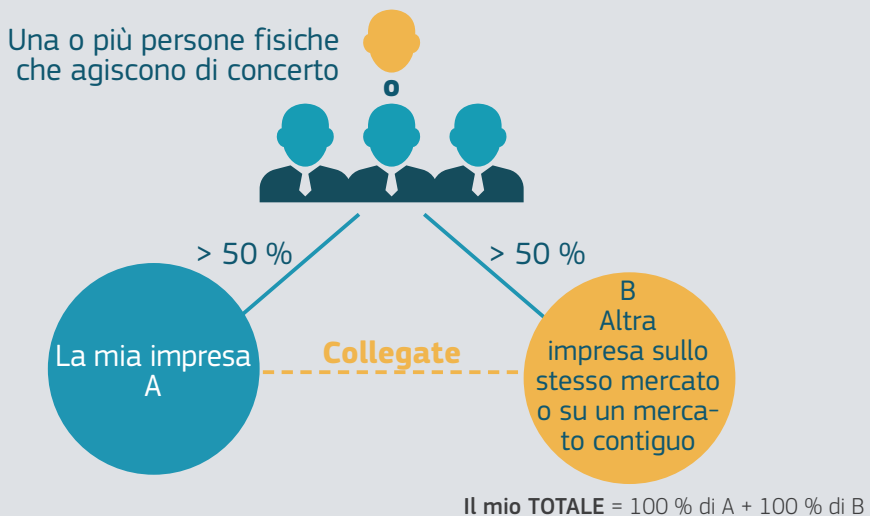 Una o più persone fisiche
che agiscono di concerto
o
> 50 %
> 50 %
La mia impresa
A
Collegate
B
Altra
impresa sullo
stesso mercato
o su un merca-
to contiguo
Il mio TOTALE = 100 % di A + 100 % di B